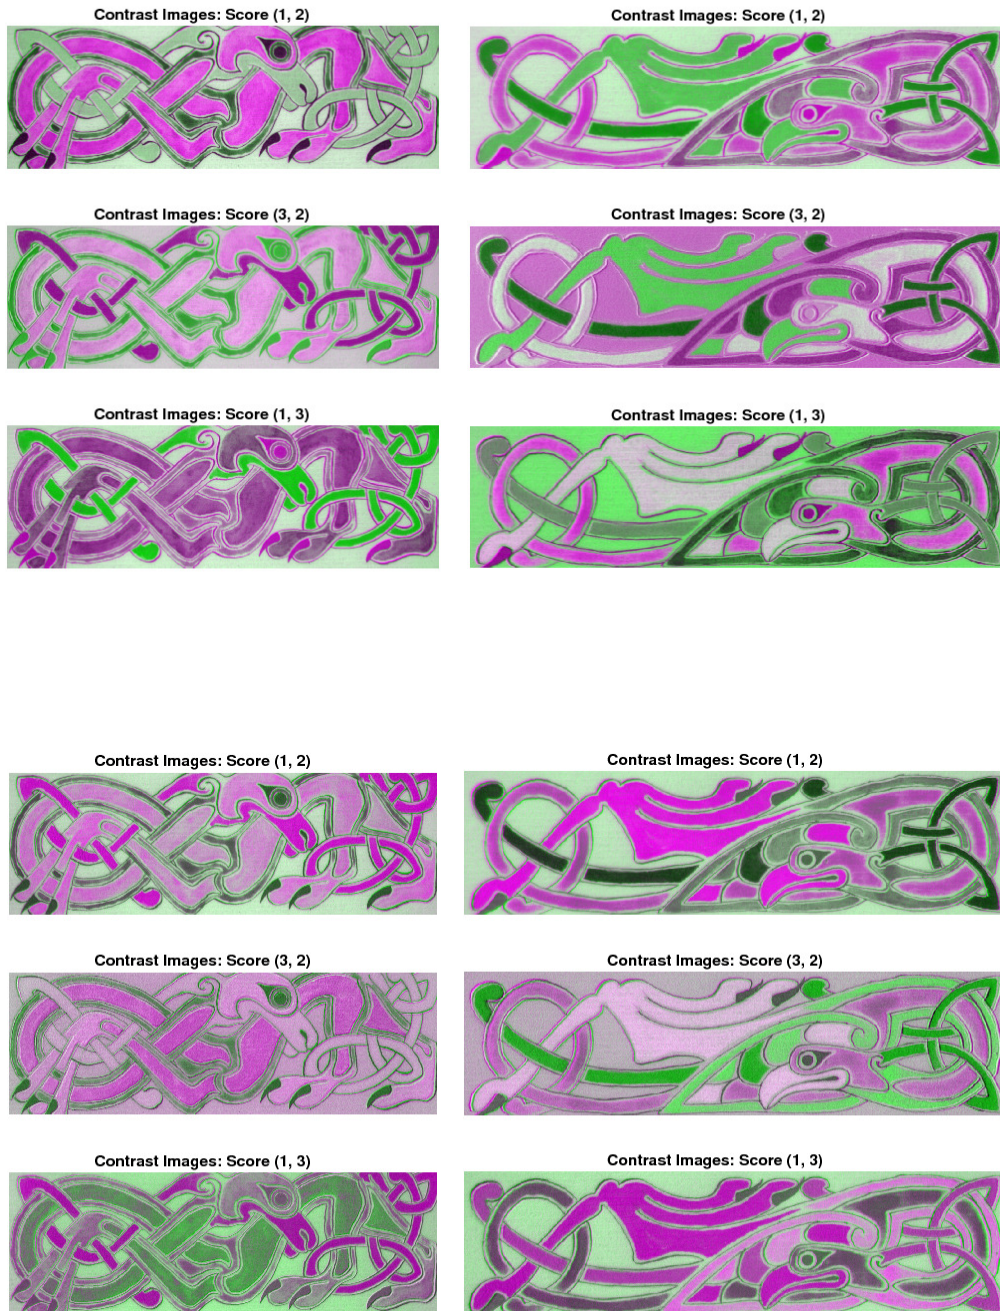 Contrast Images: Score (1, 2)
Contrast Images: Score (1, 2)
Contrast Images: Score (3, 2)
Contrast Images: Score (3, 2)
Contrast Images: Score (1, 3)
Contrast Images: Score (1, 3)
Contrast Images: Score (1, 2)
Contrast Images: Score (1, 2)
Contrast Images: Score (3, 2)
Contrast Images: Score (3, 2)
Contrast Images: Score (1, 3)
Contrast Images: Score (1, 3)